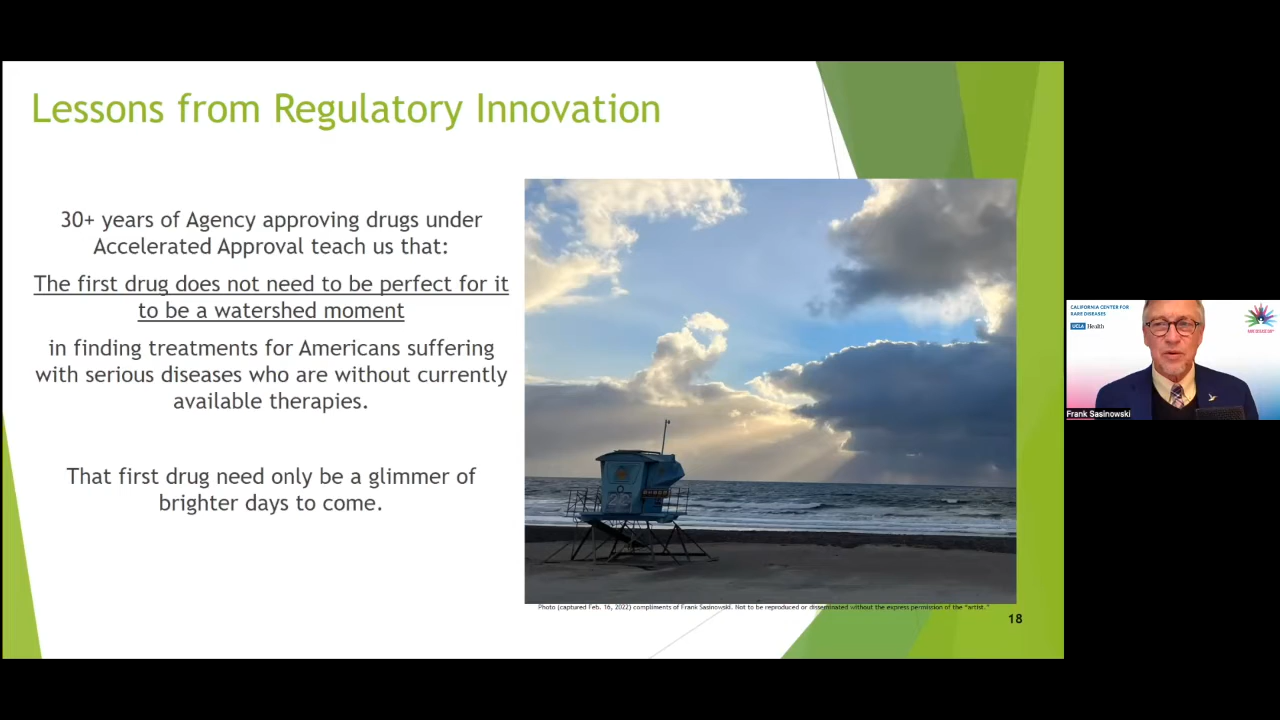 Lessons from Regulatory Innovation
30+ years of Agency approving drugs under
Accelerated Approval teach us that:
The first drug does not need to be perfect for it
to be a watershed moment
in finding treatments for Americans suffering
with serious diseases who are without currently
available therapies.
That first drug need only be a glimmer of
brighter days to come.
Photo (captured Feb. 16, 2022) compliments of Frank Sasinowski. Not to be reproduced or disseminated without the express permission of the "artist."
18
CALIFORNIA CENTER FOR
RARE DISEASES
UCLA Health
RARE DISEASE DAY
Frank Sasinowski